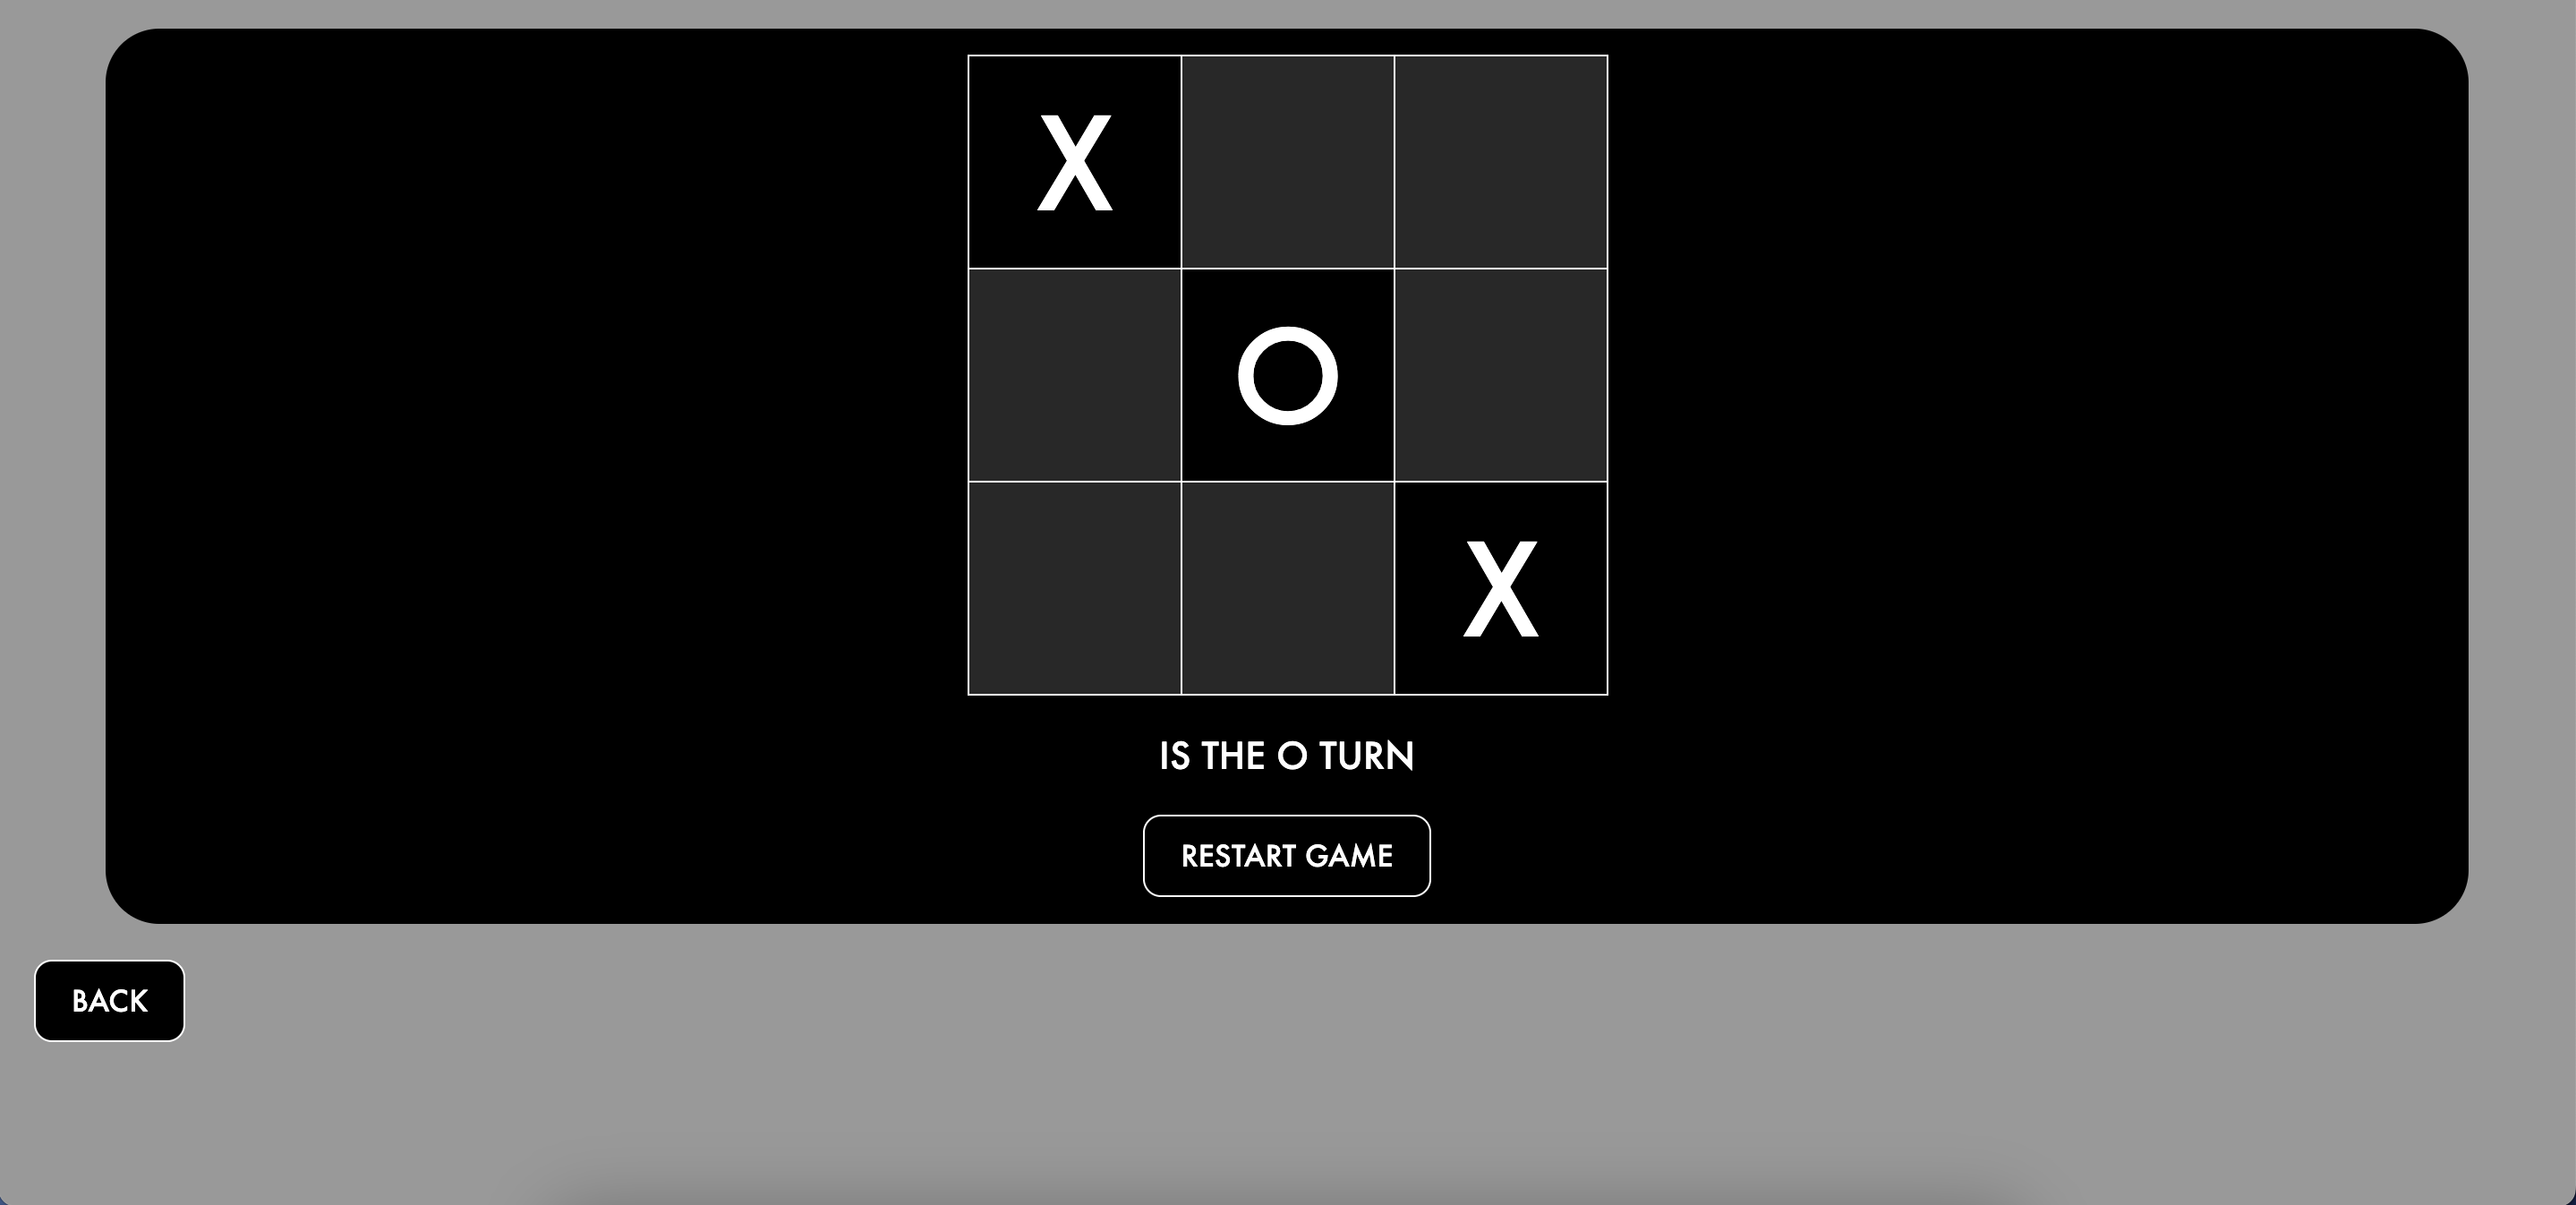 X
O
X
IS THE O TURN
RESTART GAME
BACK